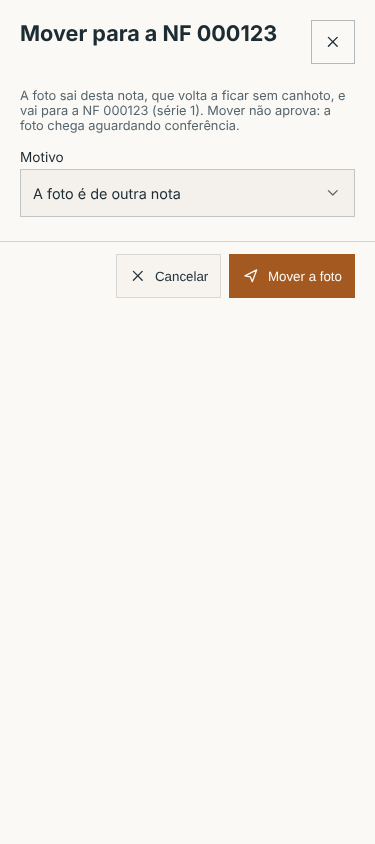 Mover para a NF 000123
A foto sai desta nota, que volta a ficar sem canhoto, e
vai para a NF 000123 (série 1). Mover não aprova: a
foto chega aguardando conferência.
Motivo
A foto é de outra nota
Cancelar
Mover a foto